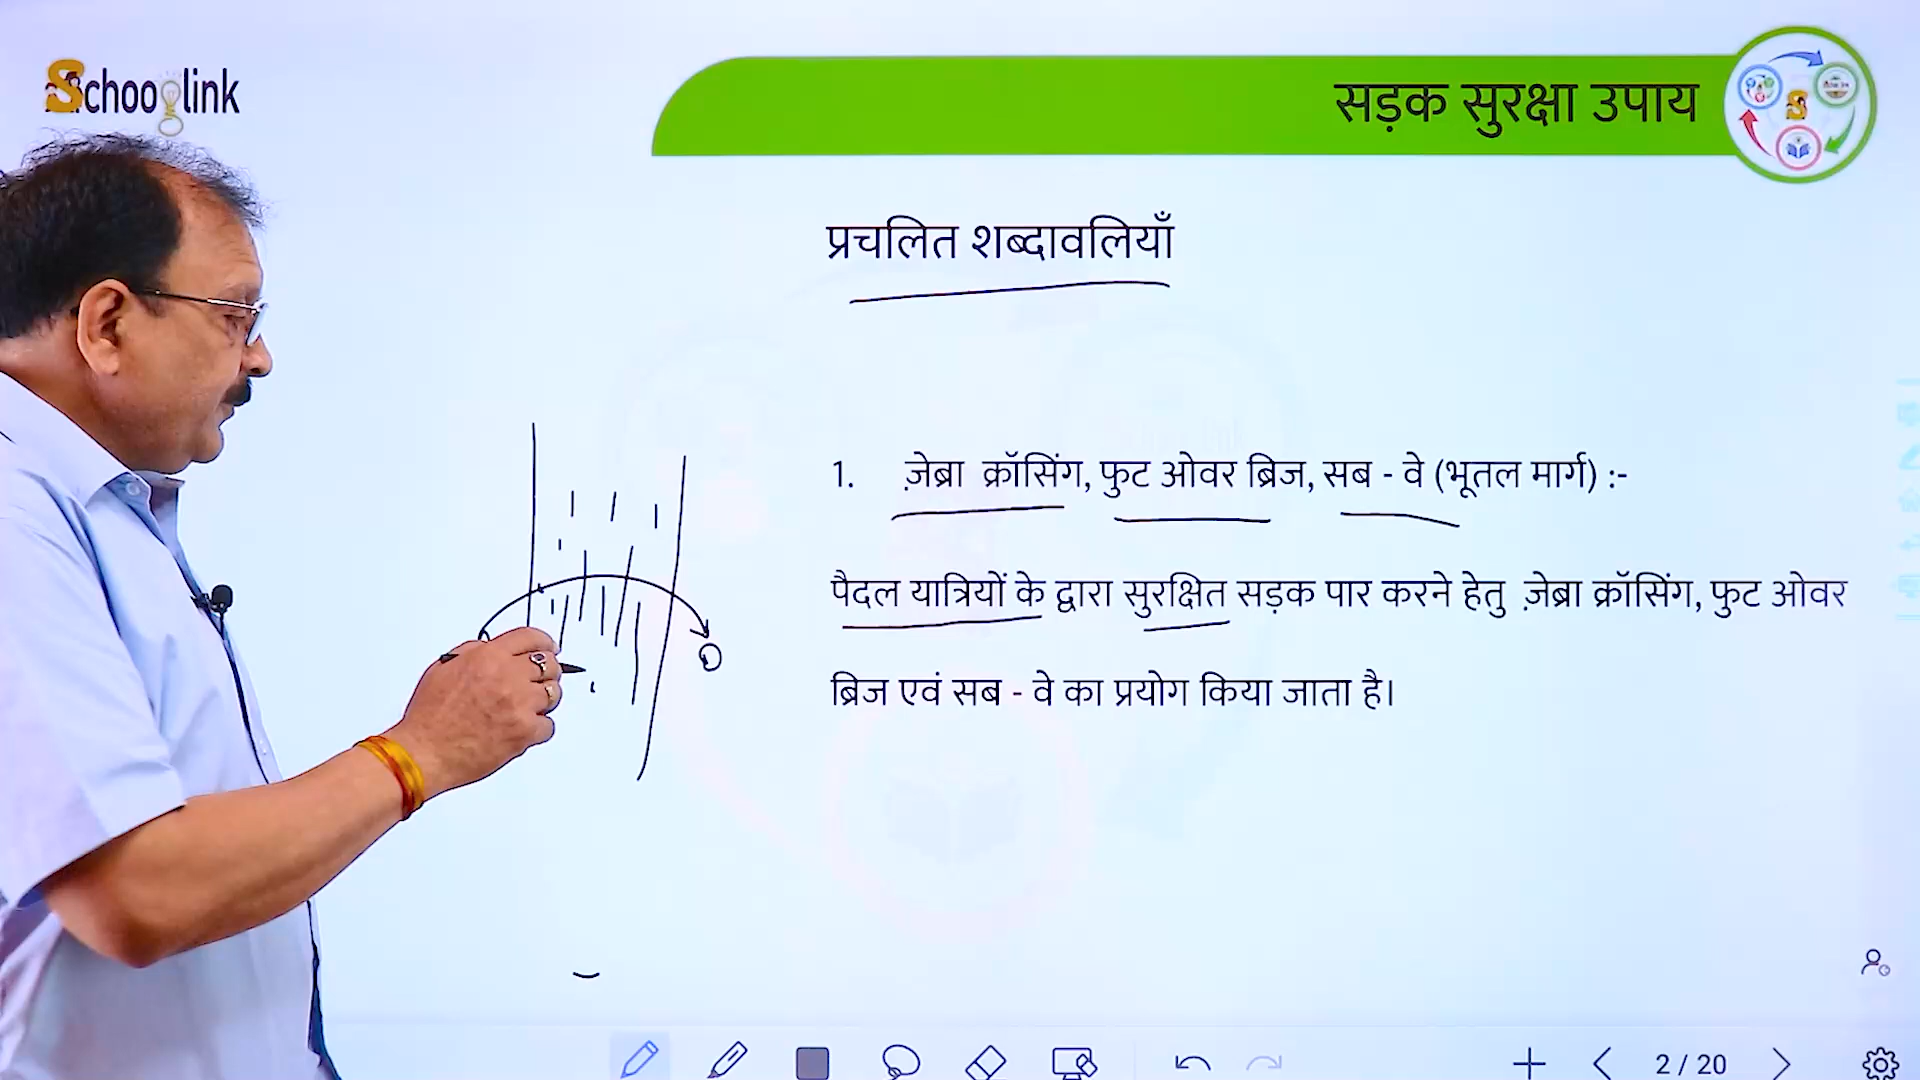 Schooglink
सड़क सुरक्षा उपाय
प्रचलित शब्दावलियाँ
1. ज़ेब्रा क्रॉसिंग, फुट ओवर ब्रिज, सब - वे (भूतल मार्ग) :-
पैदल यात्रियों के द्वारा सुरक्षित सड़क पार करने हेतु ज़ेब्रा क्रॉसिंग, फुट ओवर
ब्रिज एवं सब - वे का प्रयोग किया जाता है।
2 / 20